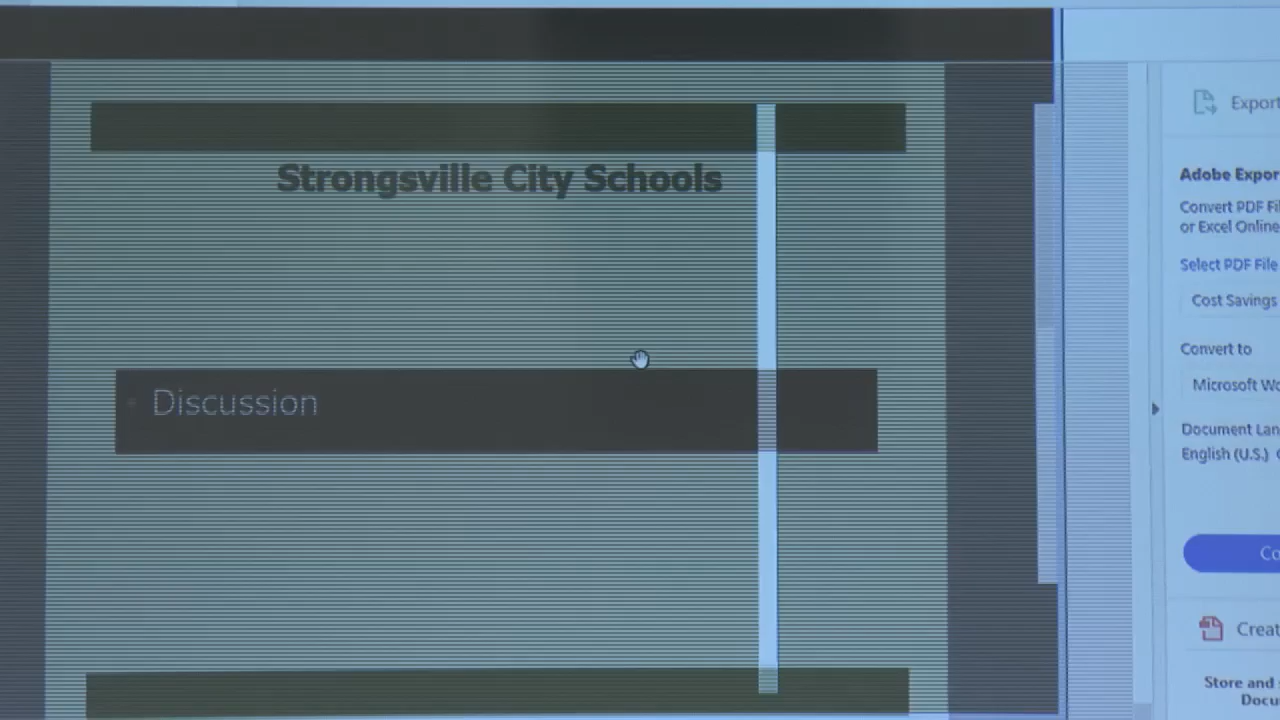 Strongsville City Schools
Discussion
Export
Adobe Expor
Convert PDF Fil
or Excel Online
Select PDF File
Cost Savings
Convert to
Microsoft Wo
Document Lan
English (U.S.)
Co
Creat
Store and
Docu